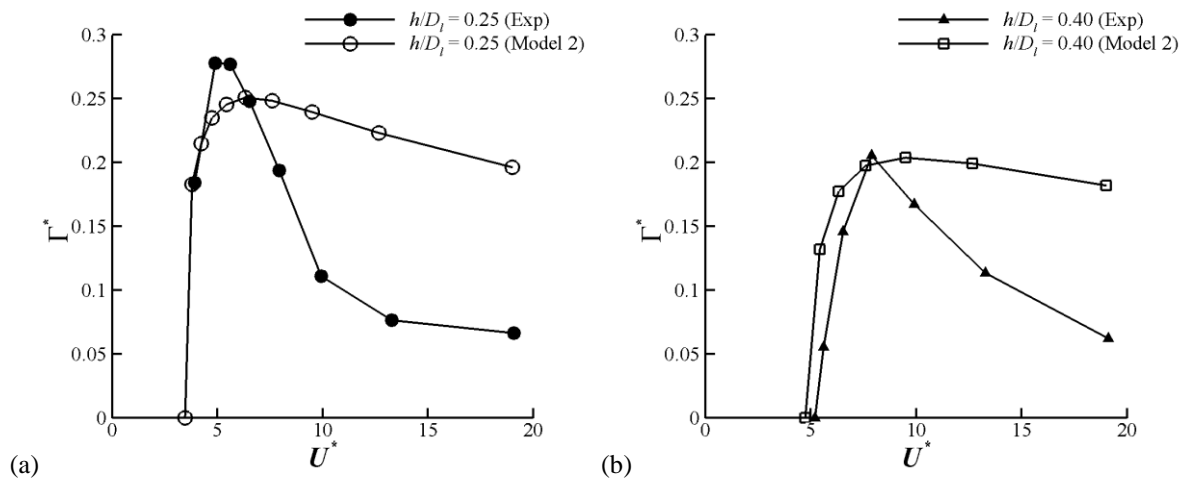 h/D_l = 0.25 (Exp)
h/D_l = 0.25 (Model 2)
0.3
0.25
0.2
0.15
0.1
0.05
0
Γ*
0 5 10 15 20
U*
(a)
h/D_l = 0.40 (Exp)
h/D_l = 0.40 (Model 2)
0.3
0.25
0.2
0.15
0.1
0.05
0
Γ*
0 5 10 15 20
U*
(b)